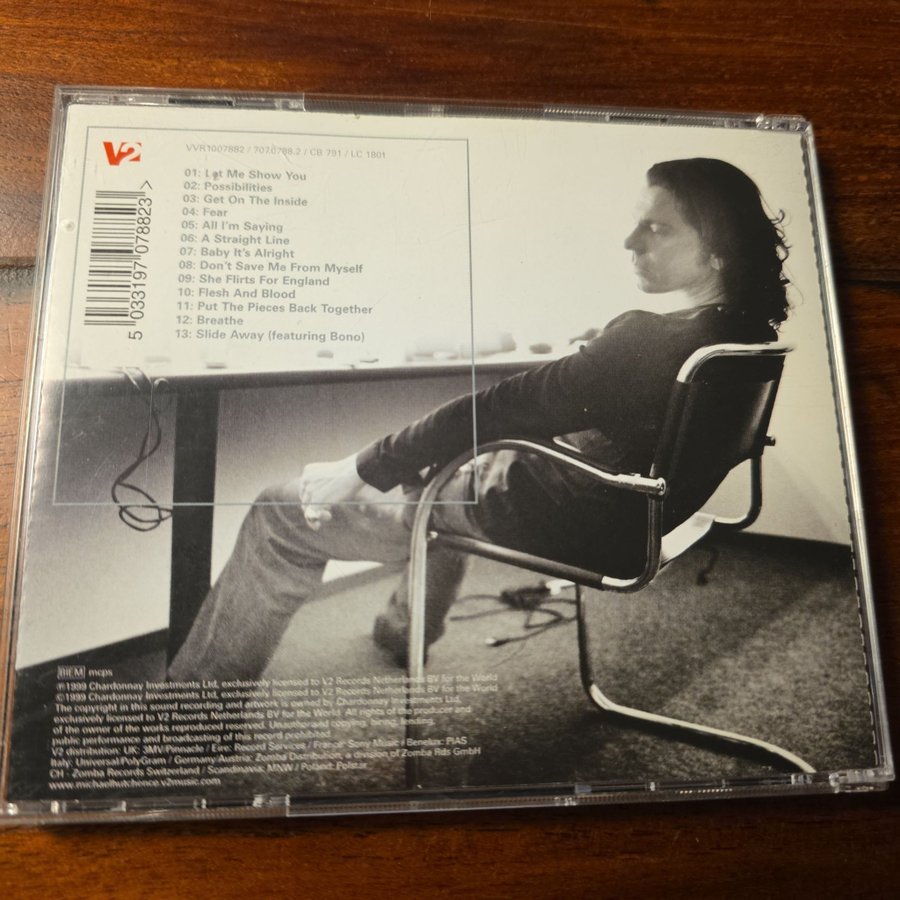 V2
VVR1007882 / 707.0788.2 / CB 791 / LC 1801
01: Let Me Show You
02: Possibilities
03: Get On The Inside
04: Fear
05: All I'm Saying
06: A Straight Line
07: Baby It's Alright
08: Don't Save Me From Myself
09: She Flirts For England
10: Flesh And Blood
11: Put The Pieces Back Together
12: Breathe
13: Slide Away (featuring Bono)
5 033197 078823 >
BIEM mcps
℗1999 Chardonnay Investments Ltd, exclusively licensed to V2 Records Netherlands BV for the World
©1999 Chardonnay Investments Ltd, exclusively licensed to V2 Records Netherlands BV for the World
The copyright in this sound recording and artwork is owned by Chardonnay Investments Ltd,
exclusively licensed to V2 Records Netherlands BV for the World. All rights of the producer and
of the owner of the works reproduced reserved. Unauthorised copying, hiring, lending,
public performance and broadcasting of this record prohibited.
V2 distribution: UK: 3MV/Pinnacle / Eire: Record Services / France: Sony Music / Benelux: PIAS
Italy: Universal/PolyGram / Germany/Austria: Zomba Distribution, a division of Zomba Rds GmbH
CH - Zomba Records Switzerland / Scandinavia: MNW / Poland: Polstar
www.michaelhutchence.v2music.com